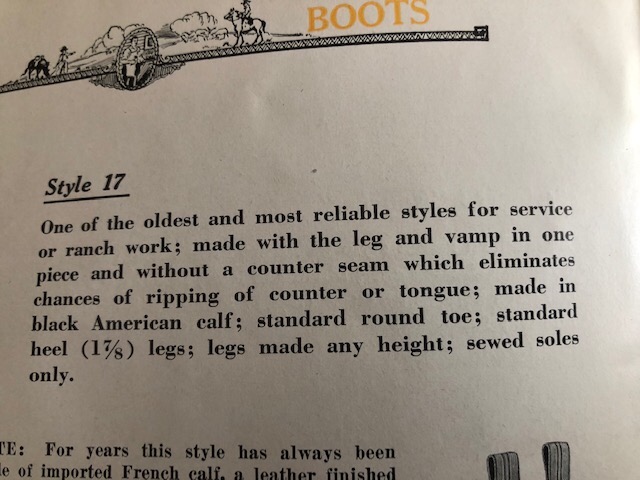 BOOTS
Style 17
One of the oldest and most reliable styles for service
or ranch work; made with the leg and vamp in one
piece and without a counter seam which eliminates
chances of ripping of counter or tongue; made in
black American calf; standard round toe; standard
heel (1⅞) legs; legs made any height; sewed soles
only.
TE: For years this style has always been
of imported French calf, a leather finished